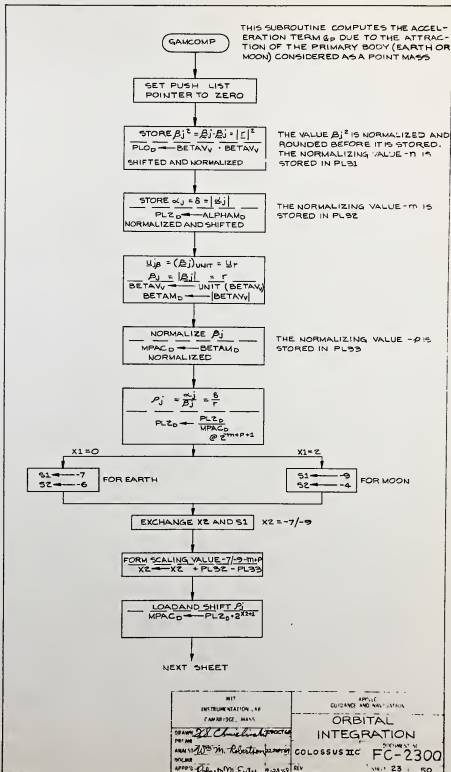 THIS SUBROUTINE COMPUTES THE ACCEL-
ERATION TERM GP DUE TO THE ATTRAC-
TION OF THE PRIMARY BODY (EARTH OR
MOON) CONSIDERED AS A POINT MASS
GAMCOMP
SET PUSH LIST
POINTER TO ZERO
STORE βj² = βj·βj = |r|²
PL0D ← BETAVV · BETAVV
SHIFTED AND NORMALIZED
THE VALUE βj² IS NORMALIZED AND
ROUNDED BEFORE IT IS STORED.
THE NORMALIZING VALUE -n IS
STORED IN PL31
STORE αj = δ = |αj|
PL2D ← ALPHAMD
NORMALIZED AND SHIFTED
THE NORMALIZING VALUE -m IS
STORED IN PL32
ujβ = (βj)UNIT = ur
βj = |βj| = r
BETAVV ← UNIT (BETAVV)
BETAMD ← |BETAVV|
NORMALIZE βj
MPACD ← BETAMD
NORMALIZED
THE NORMALIZING VALUE -p IS
STORED IN PL33
ρj = αj/βj = δ/r
PL2D ← PL2D/MPACD
@ 2-m+p+1
X1=0
X1=2
S1 ← -7
S2 ← -6
FOR EARTH
S1 ← -9
S2 ← -4
FOR MOON
EXCHANGE X2 AND S1
X2 = -7/-9
FORM SCALING VALUE -7/-9-m+p
X2 ← X2 + PL32 - PL33
LOAD AND SHIFT ρj
MPACD ← PL2D · 2X2+2
NEXT SHEET
MIT
INSTRUMENTATION LAB
CAMBRIDGE, MASS
APOLLO
GUIDANCE AND NAVIGATION
DRAWN
ORBITAL
INTEGRATION
COLOSSUS IIC
DOCUMENT NO.
FC-2300
REV
23
50